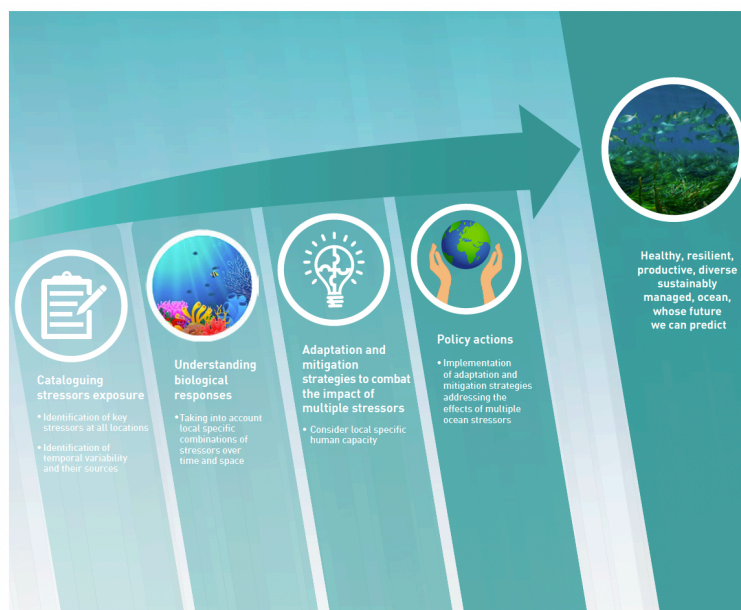 Cataloguing
stressors exposure
• Identification of key
stressors at all locations
• Identification of
temporal variability
and their sources
Understanding
biological
responses
• Taking into account
local specific
combinations of
stressors over
time and space
Adaptation and
mitigation
strategies to combat
the impact of
multiple stressors
• Consider local specific
human capacity
Policy actions
• Implementation
of adaptation and
mitigation strategies
addressing the
effects of multiple
ocean stressors
Healthy, resilient,
productive, diverse
sustainably
managed, ocean,
whose future
we can predict